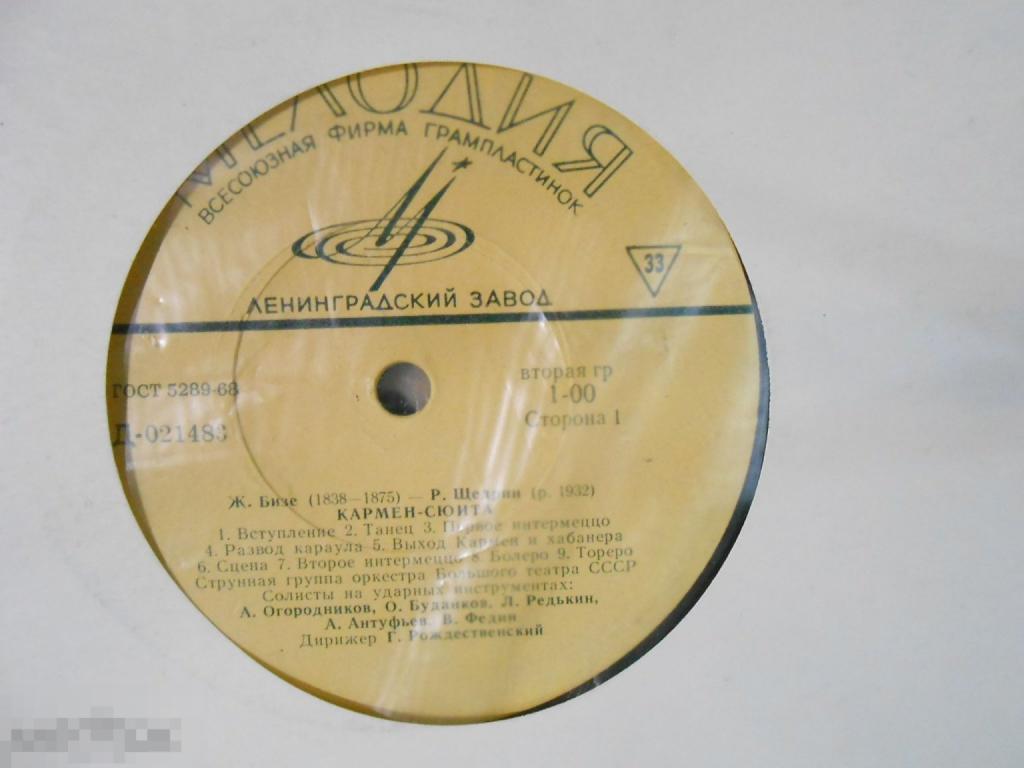 МЕЛОДИЯ
ВСЕСОЮЗНАЯ ФИРМА ГРАМПЛАСТИНОК
33
ЛЕНИНГРАДСКИЙ ЗАВОД
ГОСТ 5289-68
вторая гр
1-00
Д-021483
Сторона 1
Ж. Бизе (1838—1875) — Р. Щедрин (р. 1932)
КАРМЕН-СЮИТА
1. Вступление 2. Танец 3. Первое интермеццо
4. Развод караула 5. Выход Кармен и хабанера
6. Сцена 7. Второе интермеццо 8. Болеро 9. Тореро
Струнная группа оркестра Большого театра СССР
Солисты на ударных инструментах:
А. Огородников, О. Буданков, Л. Редькин,
А. Антуфьев, В. Федин
Дирижер Г. Рождественский